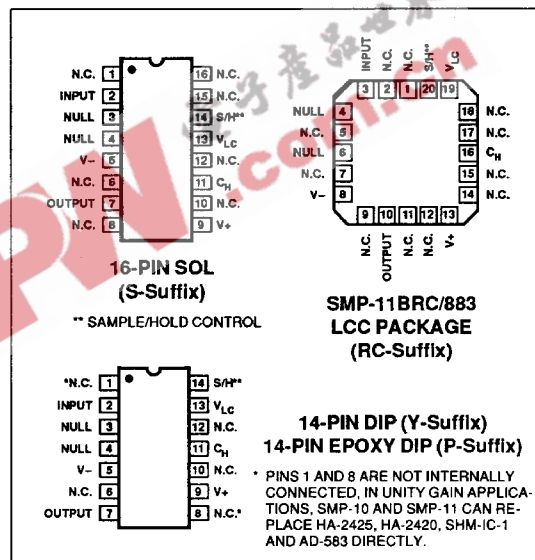 N.C. 1
INPUT 2
NULL 3
NULL 4
V– 5
N.C. 6
OUTPUT 7
N.C. 8
16 N.C.
15 N.C.
14 S/H**
13 VLC
12 N.C.
11 CH
10 N.C.
9 V+
16-PIN SOL
(S-Suffix)
** SAMPLE/HOLD CONTROL
INPUT N.C. N.C. S/H** VLC
3 2 1 20 19
NULL 4
N.C. 5
NULL 6
N.C. 7
V– 8
18 N.C.
17 N.C.
16 CH
15 N.C.
14 N.C.
9 10 11 12 13
N.C. OUTPUT N.C. N.C. V+
SMP-11BRC/883
LCC PACKAGE
(RC-Suffix)
*N.C. 1
INPUT 2
NULL 3
NULL 4
V– 5
N.C. 6
OUTPUT 7
14 S/H**
13 VLC
12 N.C.
11 CH
10 N.C.
9 V+
8 N.C.*
14-PIN DIP (Y-Suffix)
14-PIN EPOXY DIP (P-Suffix)
* PINS 1 AND 8 ARE NOT INTERNALLY
CONNECTED, IN UNITY GAIN APPLICA-
TIONS, SMP-10 AND SMP-11 CAN RE-
PLACE HA-2425, HA-2420, SHM-IC-1
AND AD-583 DIRECTLY.
PW.com.cn